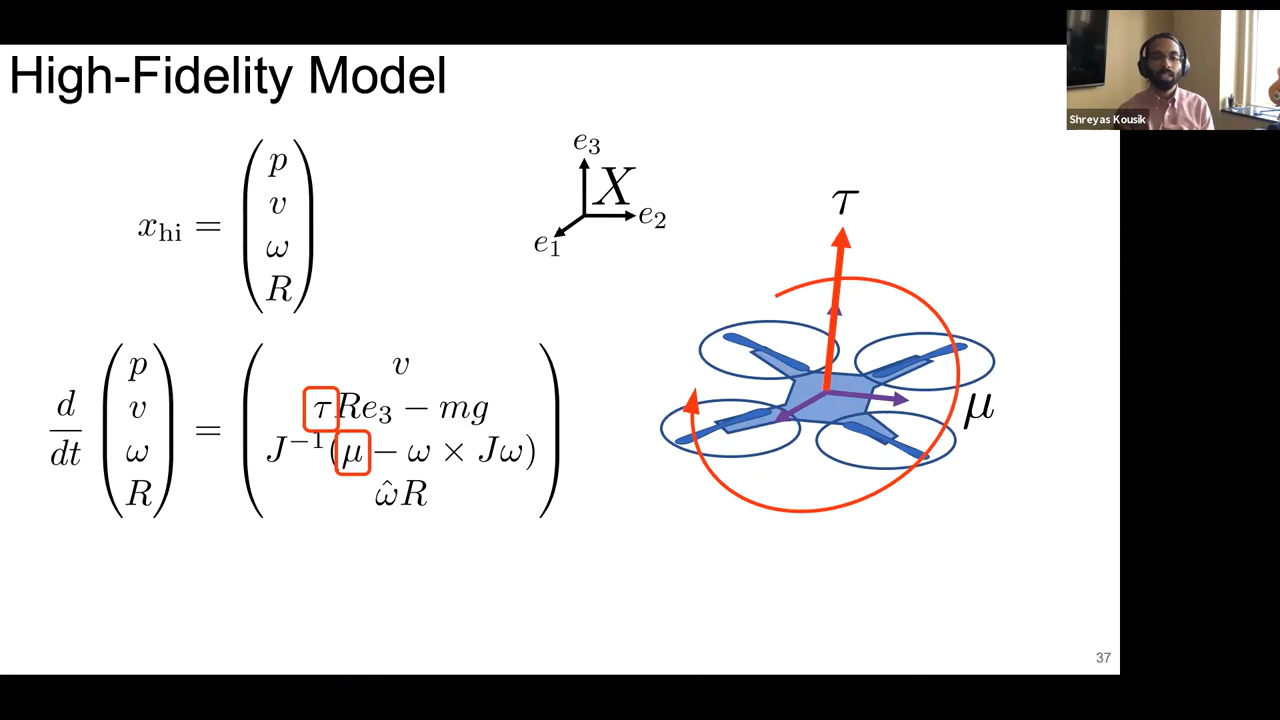 High-Fidelity Model
Shreyas Kousik
x_hi = (p v ω R)
e₃
X
e₂
e₁
τ
d/dt (p v ω R) = (
v
τRe₃ − mg
J⁻¹(μ − ω × Jω)
ω̂R
)
μ
37